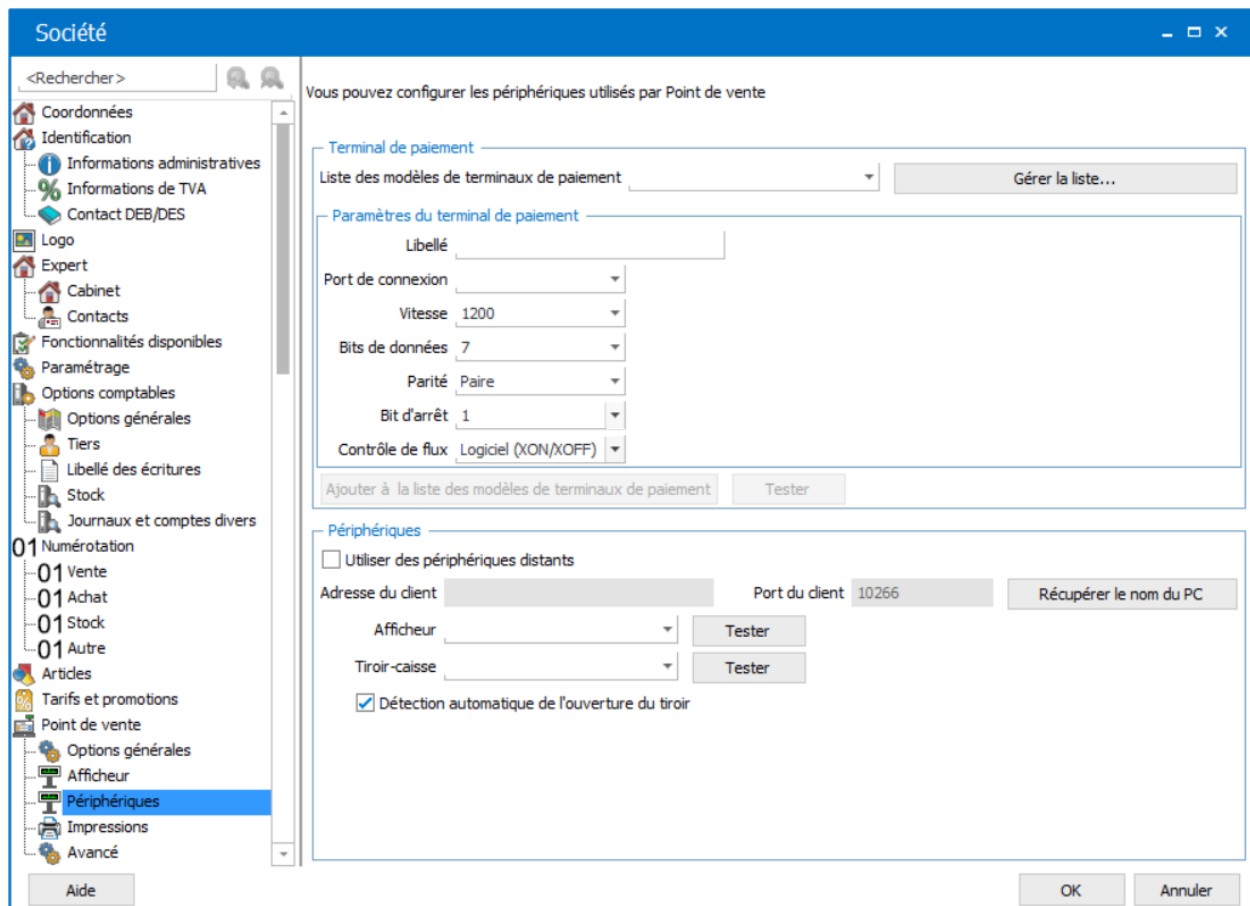 Société
<Rechercher>
Coordonnées
Identification
Informations administratives
Informations de TVA
Contact DEB/DES
Logo
Expert
Cabinet
Contacts
Fonctionnalités disponibles
Paramétrage
Options comptables
Options générales
Tiers
Libellé des écritures
Stock
Journaux et comptes divers
01 Numérotation
01 Vente
01 Achat
01 Stock
01 Autre
Articles
Tarifs et promotions
Point de vente
Options générales
Afficheur
Périphériques
Impressions
Avancé
Vous pouvez configurer les périphériques utilisés par Point de vente
Terminal de paiement
Liste des modèles de terminaux de paiement Gérer la liste...
Paramètres du terminal de paiement
Libellé
Port de connexion
Vitesse 1200
Bits de données 7
Parité Paire
Bit d'arrêt 1
Contrôle de flux Logiciel (XON/XOFF)
Ajouter à la liste des modèles de terminaux de paiement Tester
Périphériques
Utiliser des périphériques distants
Adresse du client Port du client 10266 Récupérer le nom du PC
Afficheur Tester
Tiroir-caisse Tester
Détection automatique de l'ouverture du tiroir
Aide OK Annuler